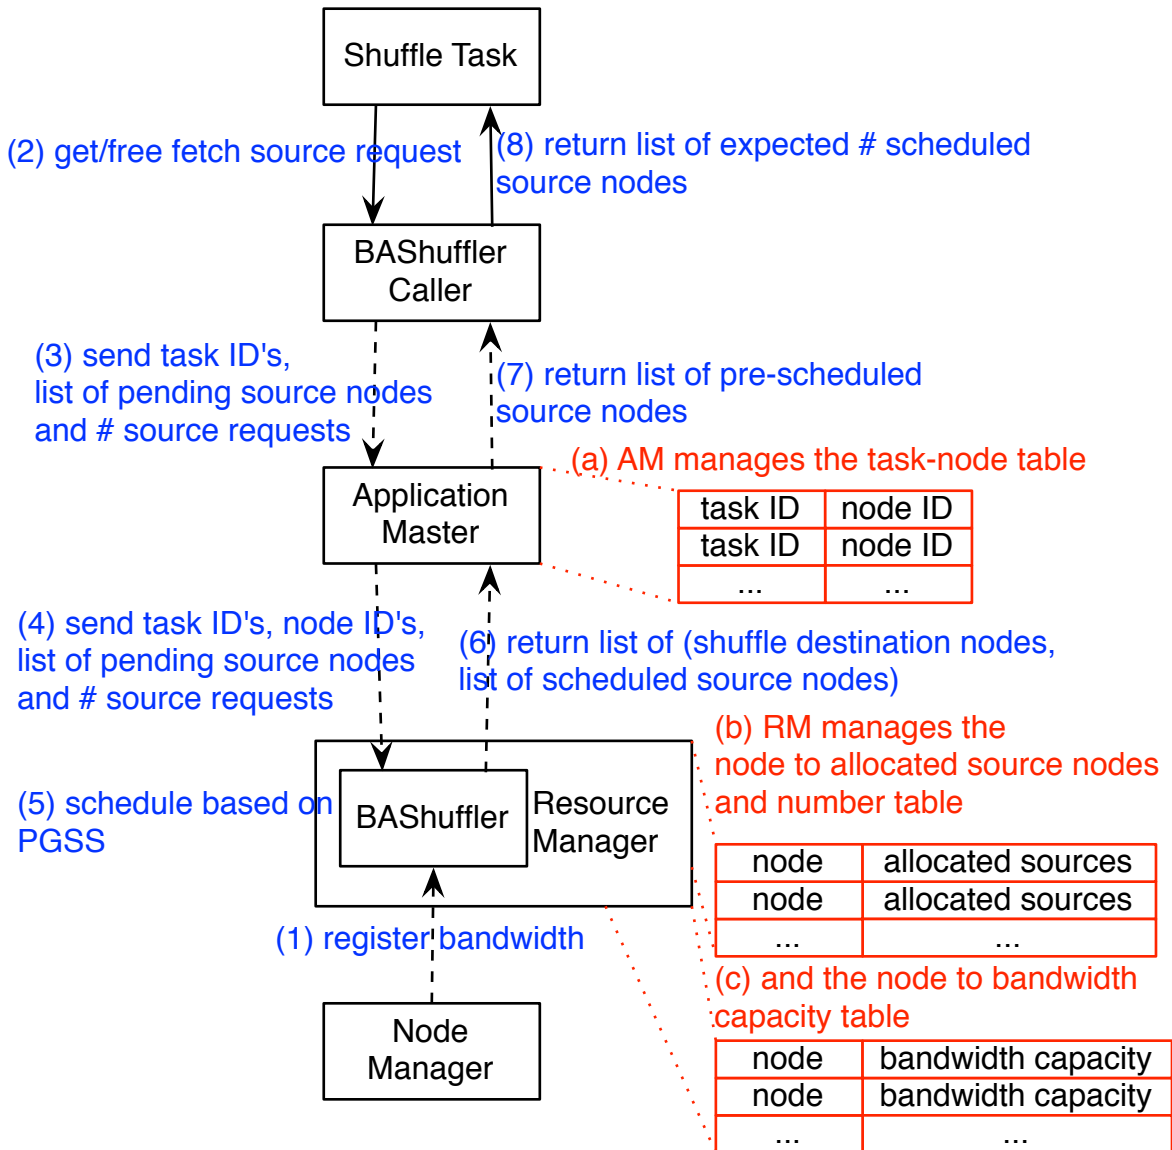 Shuffle Task
(2) get/free fetch source request
(8) return list of expected # scheduled
source nodes
BAShuffler
Caller
(3) send task ID's,
list of pending source nodes
and # source requests
(7) return list of pre-scheduled
source nodes
(a) AM manages the task-node table
Application
Master
task ID node ID
task ID node ID
... ...
(4) send task ID's, node ID's,
list of pending source nodes
and # source requests
(6) return list of (shuffle destination nodes,
list of scheduled source nodes)
(b) RM manages the
node to allocated source nodes
and number table
(5) schedule based on
PGSS
BAShuffler
Resource
Manager
node allocated sources
node allocated sources
... ...
(1) register bandwidth
(c) and the node to bandwidth
capacity table
Node
Manager
node bandwidth capacity
node bandwidth capacity
... ...